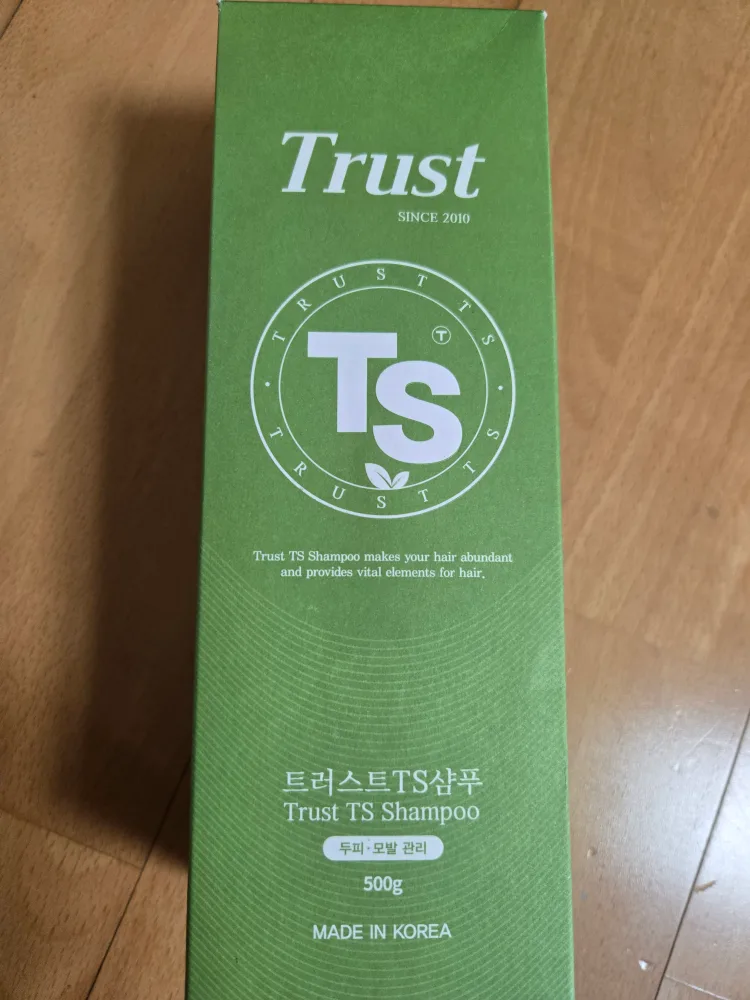 Trust
SINCE 2010
TRUST TS
TS
T
TRUST TS
Trust TS Shampoo makes your hair abundant
and provides vital elements for hair.
트러스트TS샴푸
Trust TS Shampoo
두피·모발 관리
500g
MADE IN KOREA